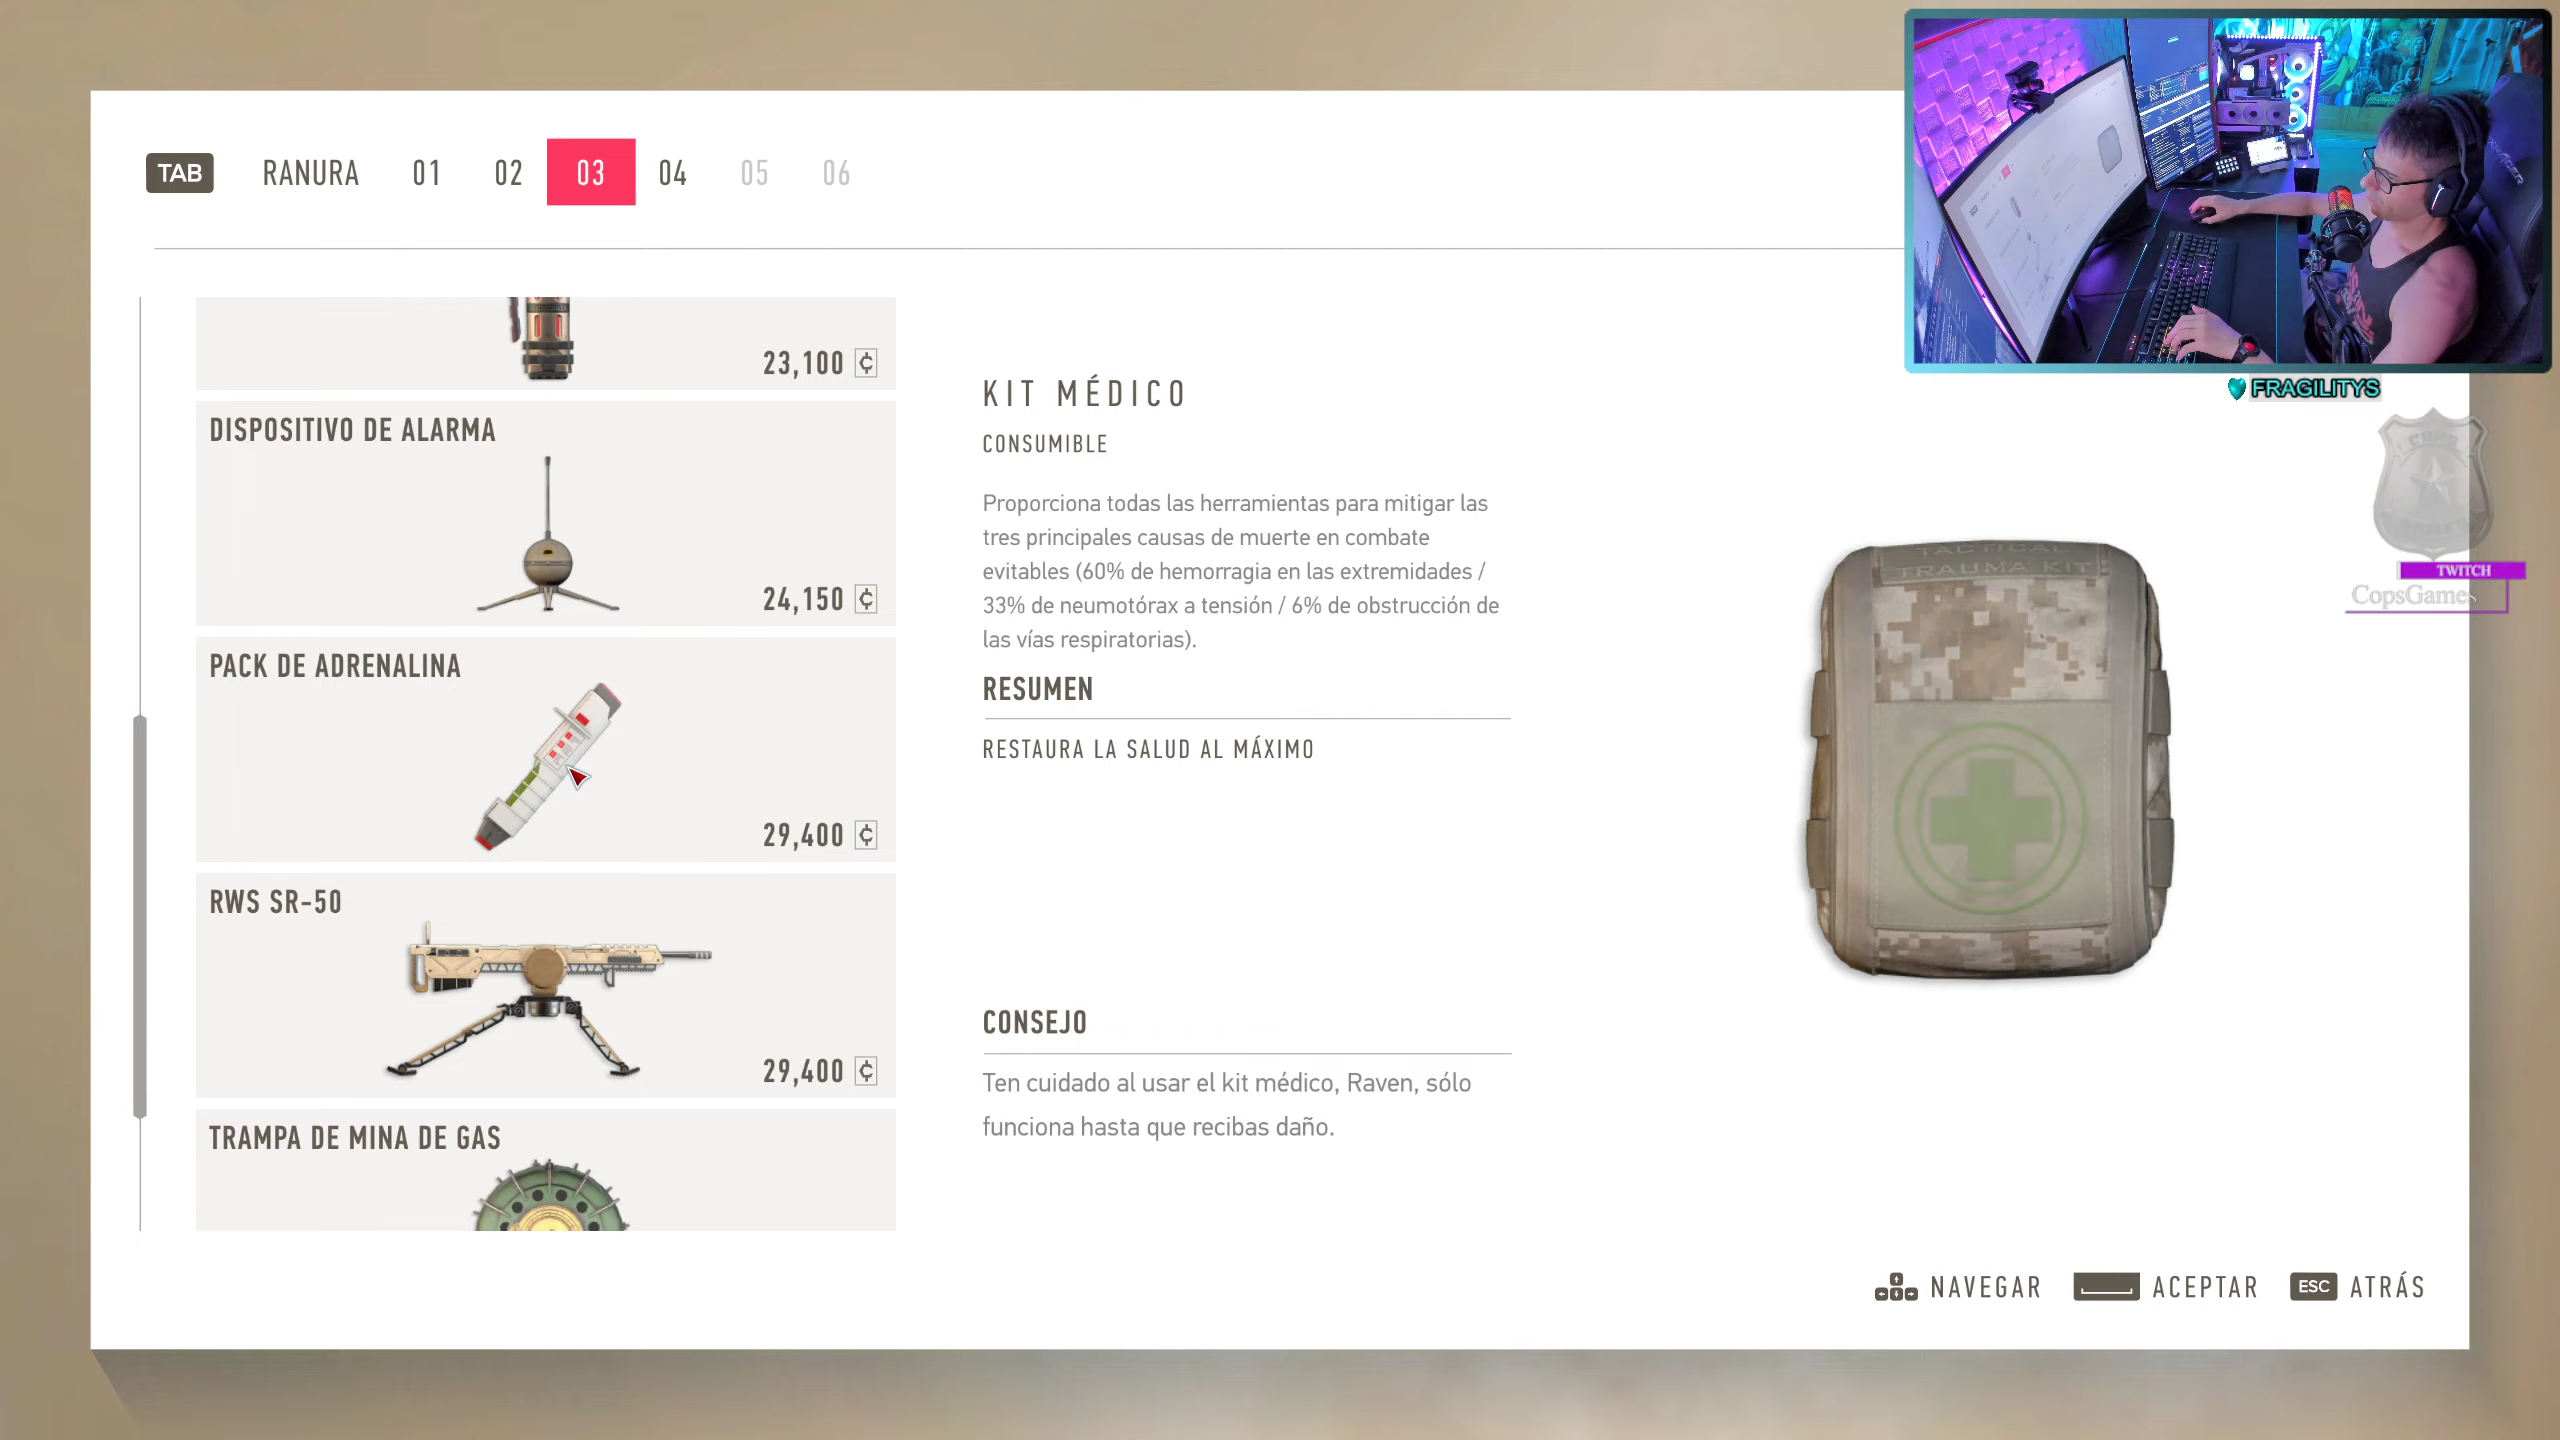 TAB RANURA 01 02 03 04 05 06
23,100 ¢
DISPOSITIVO DE ALARMA
24,150 ¢
PACK DE ADRENALINA
29,400 ¢
RWS SR-50
29,400 ¢
TRAMPA DE MINA DE GAS
KIT MÉDICO
CONSUMIBLE
Proporciona todas las herramientas para mitigar las
tres principales causas de muerte en combate
evitables (60% de hemorragia en las extremidades /
33% de neumotórax a tensión / 6% de obstrucción de
las vías respiratorias).
RESUMEN
RESTAURA LA SALUD AL MÁXIMO
CONSEJO
Ten cuidado al usar el kit médico, Raven, sólo
funciona hasta que recibas daño.
TACTICAL
TRAUMA KIT
FRAGILITYS
TWITCH
CopsGames
NAVEGAR ACEPTAR ESC ATRÁS